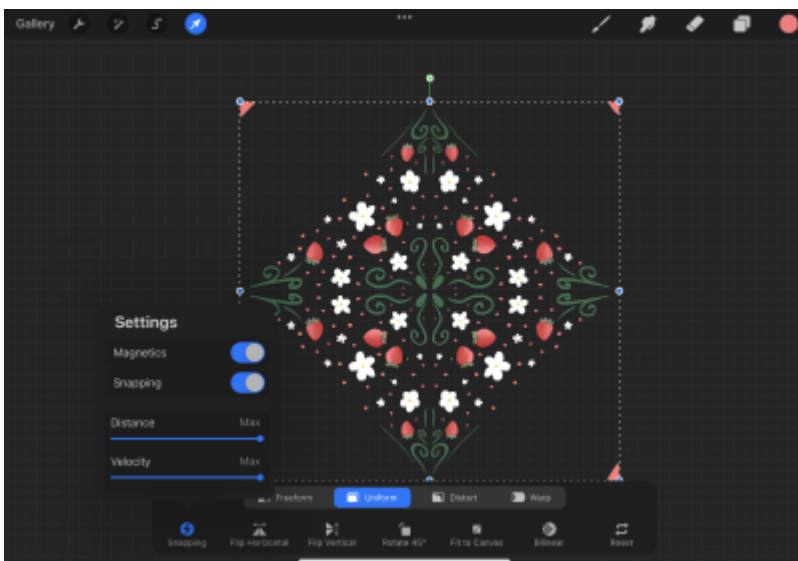 Gallery
Settings
Magnetics
Snapping
Distance Max
Velocity Max
Freeform Uniform Distort Warp
Snapping Flip Horizontal Flip Vertical Rotate 45° Fit to Canvas Bilinear Reset